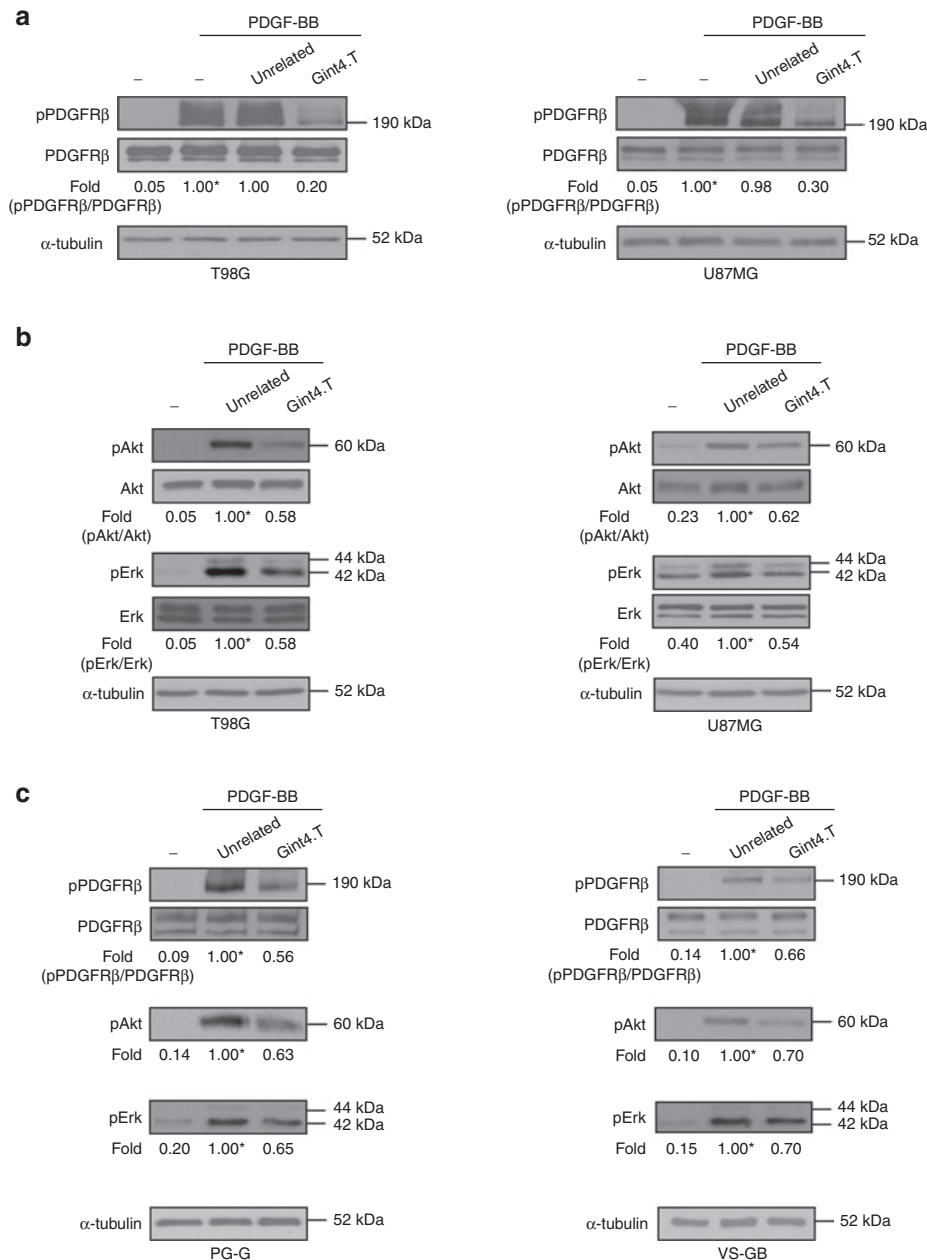 a
PDGF-BB
– – Unrelated Gint4.T
pPDGFRβ 190 kDa
PDGFRβ
Fold 0.05 1.00* 1.00 0.20
(pPDGFRβ/PDGFRβ)
α-tubulin 52 kDa
T98G
PDGF-BB
– – Unrelated Gint4.T
pPDGFRβ 190 kDa
PDGFRβ
Fold 0.05 1.00* 0.98 0.30
(pPDGFRβ/PDGFRβ)
α-tubulin 52 kDa
U87MG
b
PDGF-BB
– Unrelated Gint4.T
pAkt 60 kDa
Akt
Fold 0.05 1.00* 0.58
(pAkt/Akt)
44 kDa
pErk 42 kDa
Erk
Fold 0.05 1.00* 0.58
(pErk/Erk)
α-tubulin 52 kDa
T98G
PDGF-BB
– Unrelated Gint4.T
pAkt 60 kDa
Akt
Fold 0.23 1.00* 0.62
(pAkt/Akt)
44 kDa
pErk 42 kDa
Erk
Fold 0.40 1.00* 0.54
(pErk/Erk)
α-tubulin 52 kDa
U87MG
c
PDGF-BB
– Unrelated Gint4.T
pPDGFRβ 190 kDa
PDGFRβ
Fold 0.09 1.00* 0.56
(pPDGFRβ/PDGFRβ)
pAkt 60 kDa
Fold 0.14 1.00* 0.63
44 kDa
pErk 42 kDa
Fold 0.20 1.00* 0.65
α-tubulin 52 kDa
PG-G
PDGF-BB
– Unrelated Gint4.T
pPDGFRβ 190 kDa
PDGFRβ
Fold 0.14 1.00* 0.66
(pPDGFRβ/PDGFRβ)
pAkt 60 kDa
Fold 0.10 1.00* 0.70
44 kDa
pErk 42 kDa
Fold 0.15 1.00* 0.70
α-tubulin 52 kDa
VS-GB